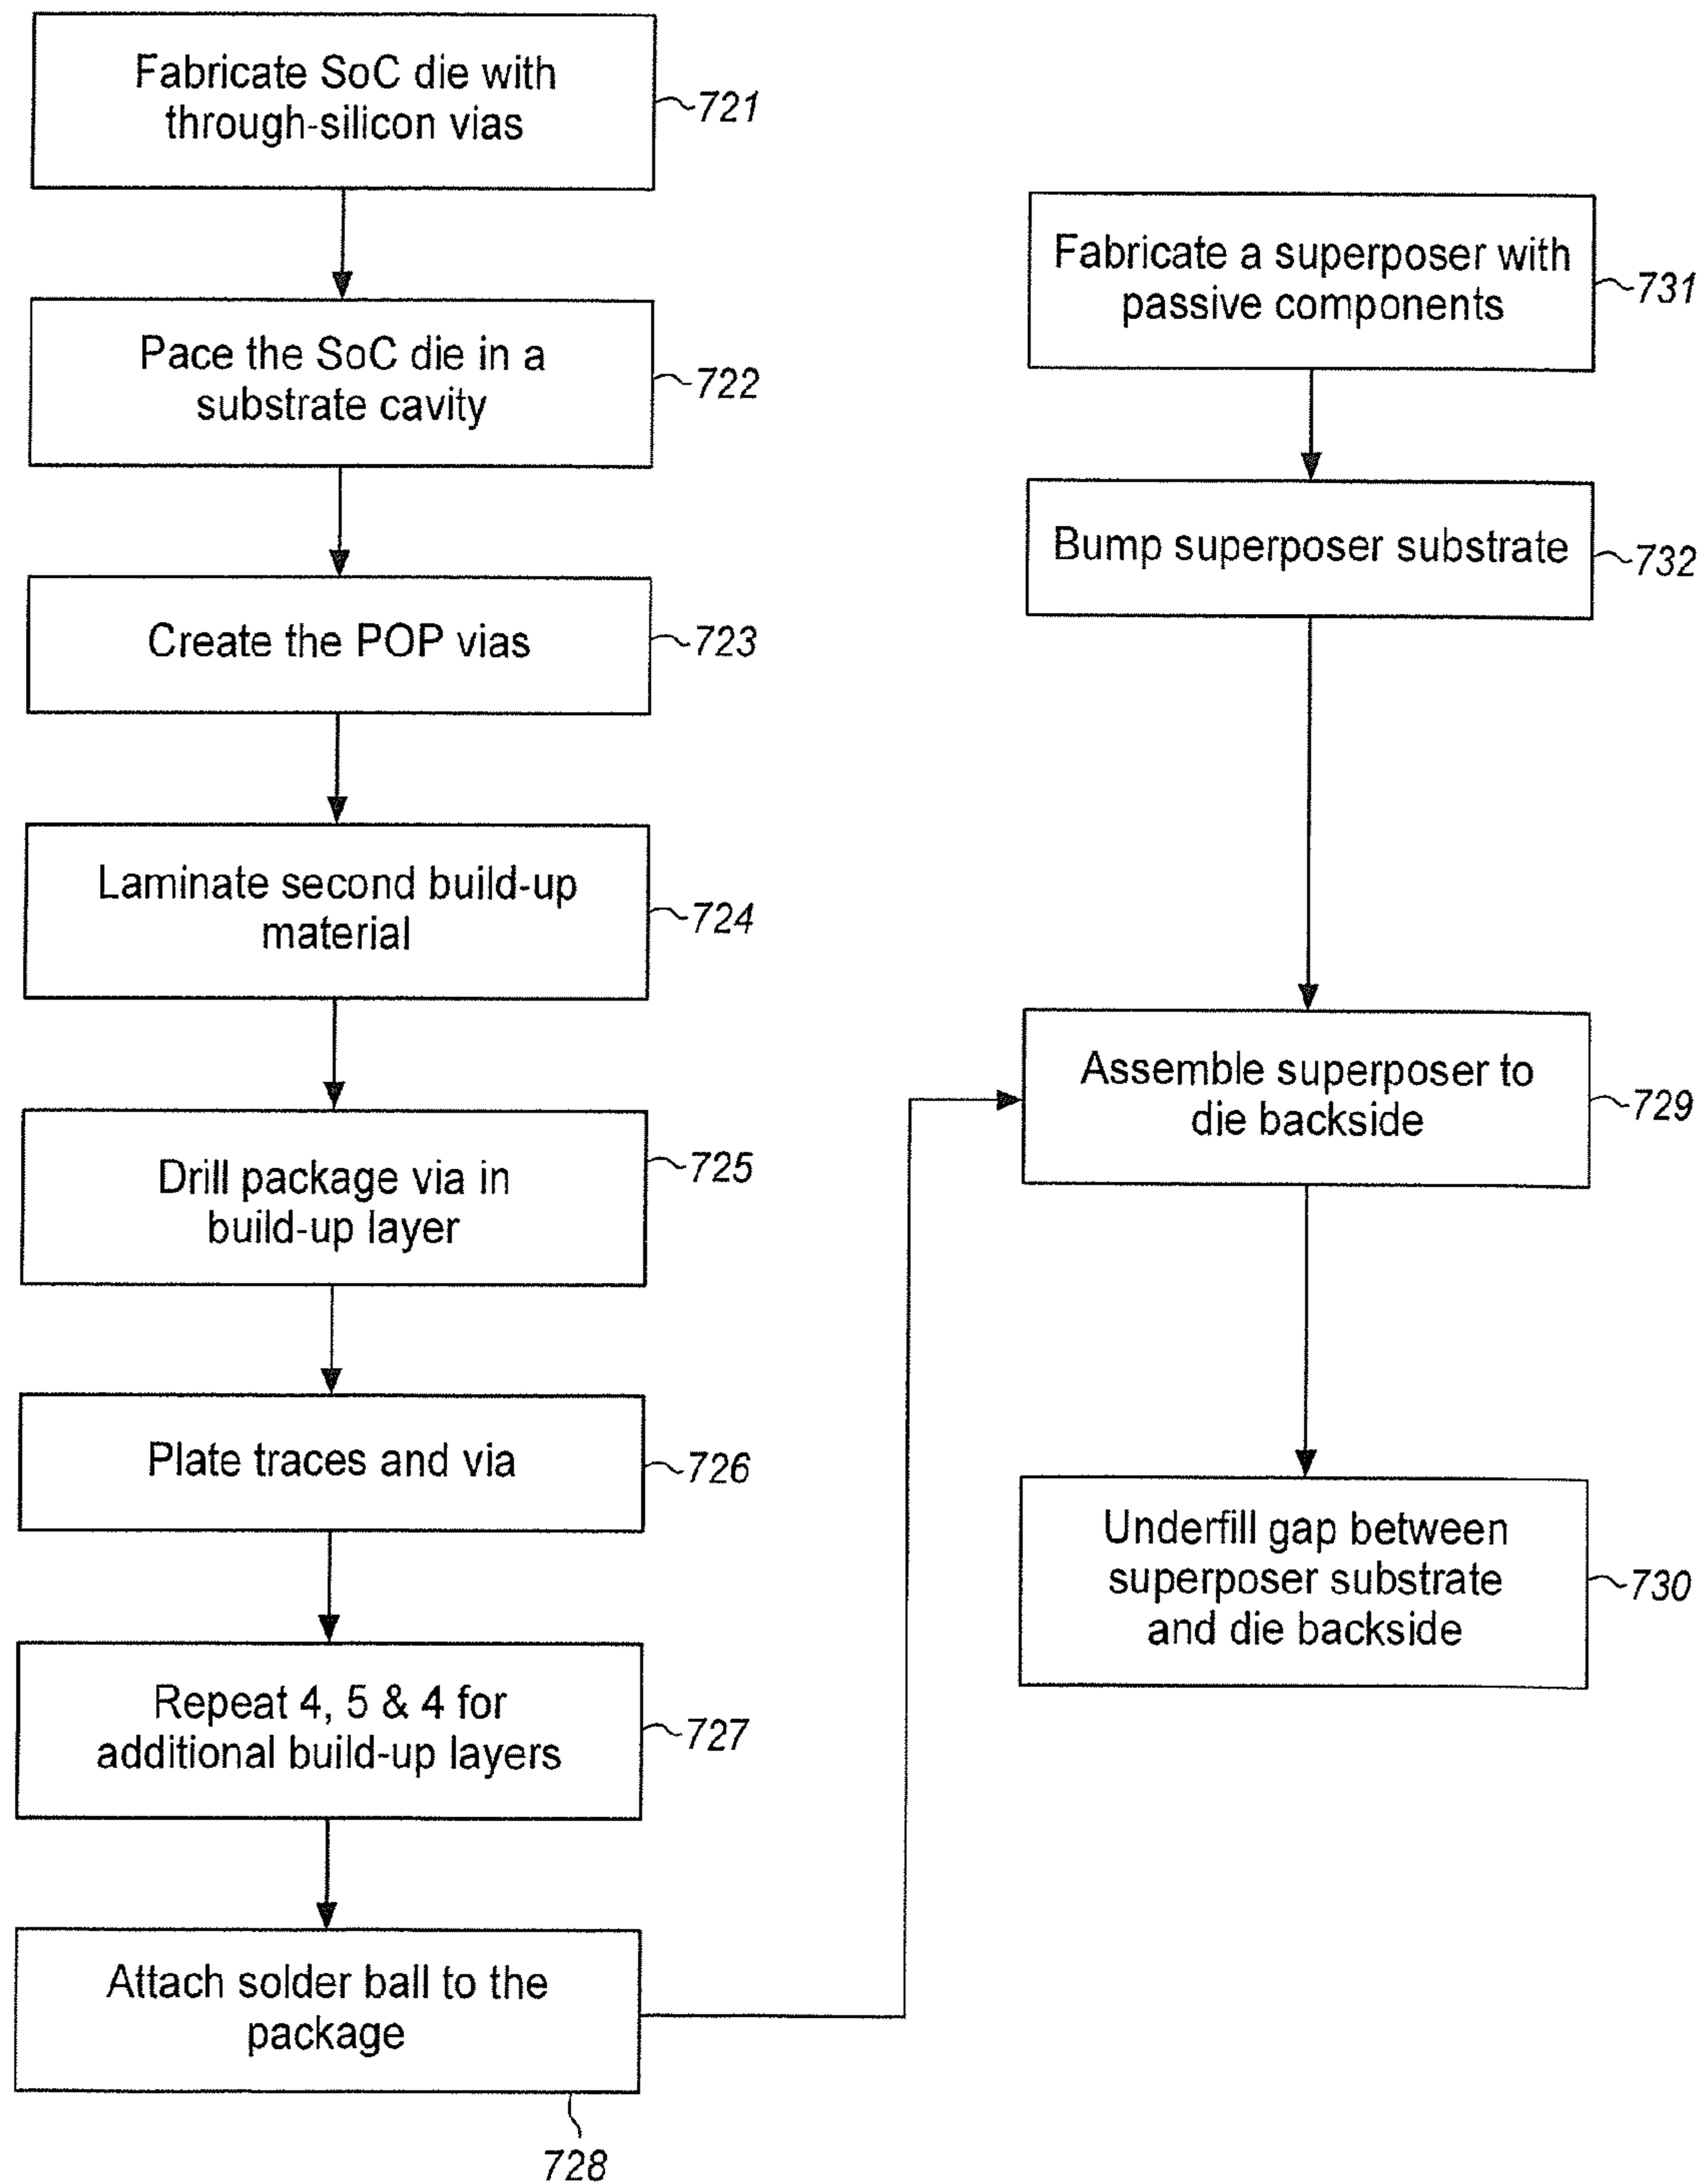 Fabricate SoC die with
through-silicon vias
721
Pace the SoC die in a
substrate cavity
722
Create the POP vias
723
Laminate second build-up
material
724
Drill package via in
build-up layer
725
Plate traces and via
726
Repeat 4, 5 & 4 for
additional build-up layers
727
Attach solder ball to the
package
728
Fabricate a superposer with
passive components
731
Bump superposer substrate
732
Assemble superposer to
die backside
729
Underfill gap between
superposer substrate
and die backside
730